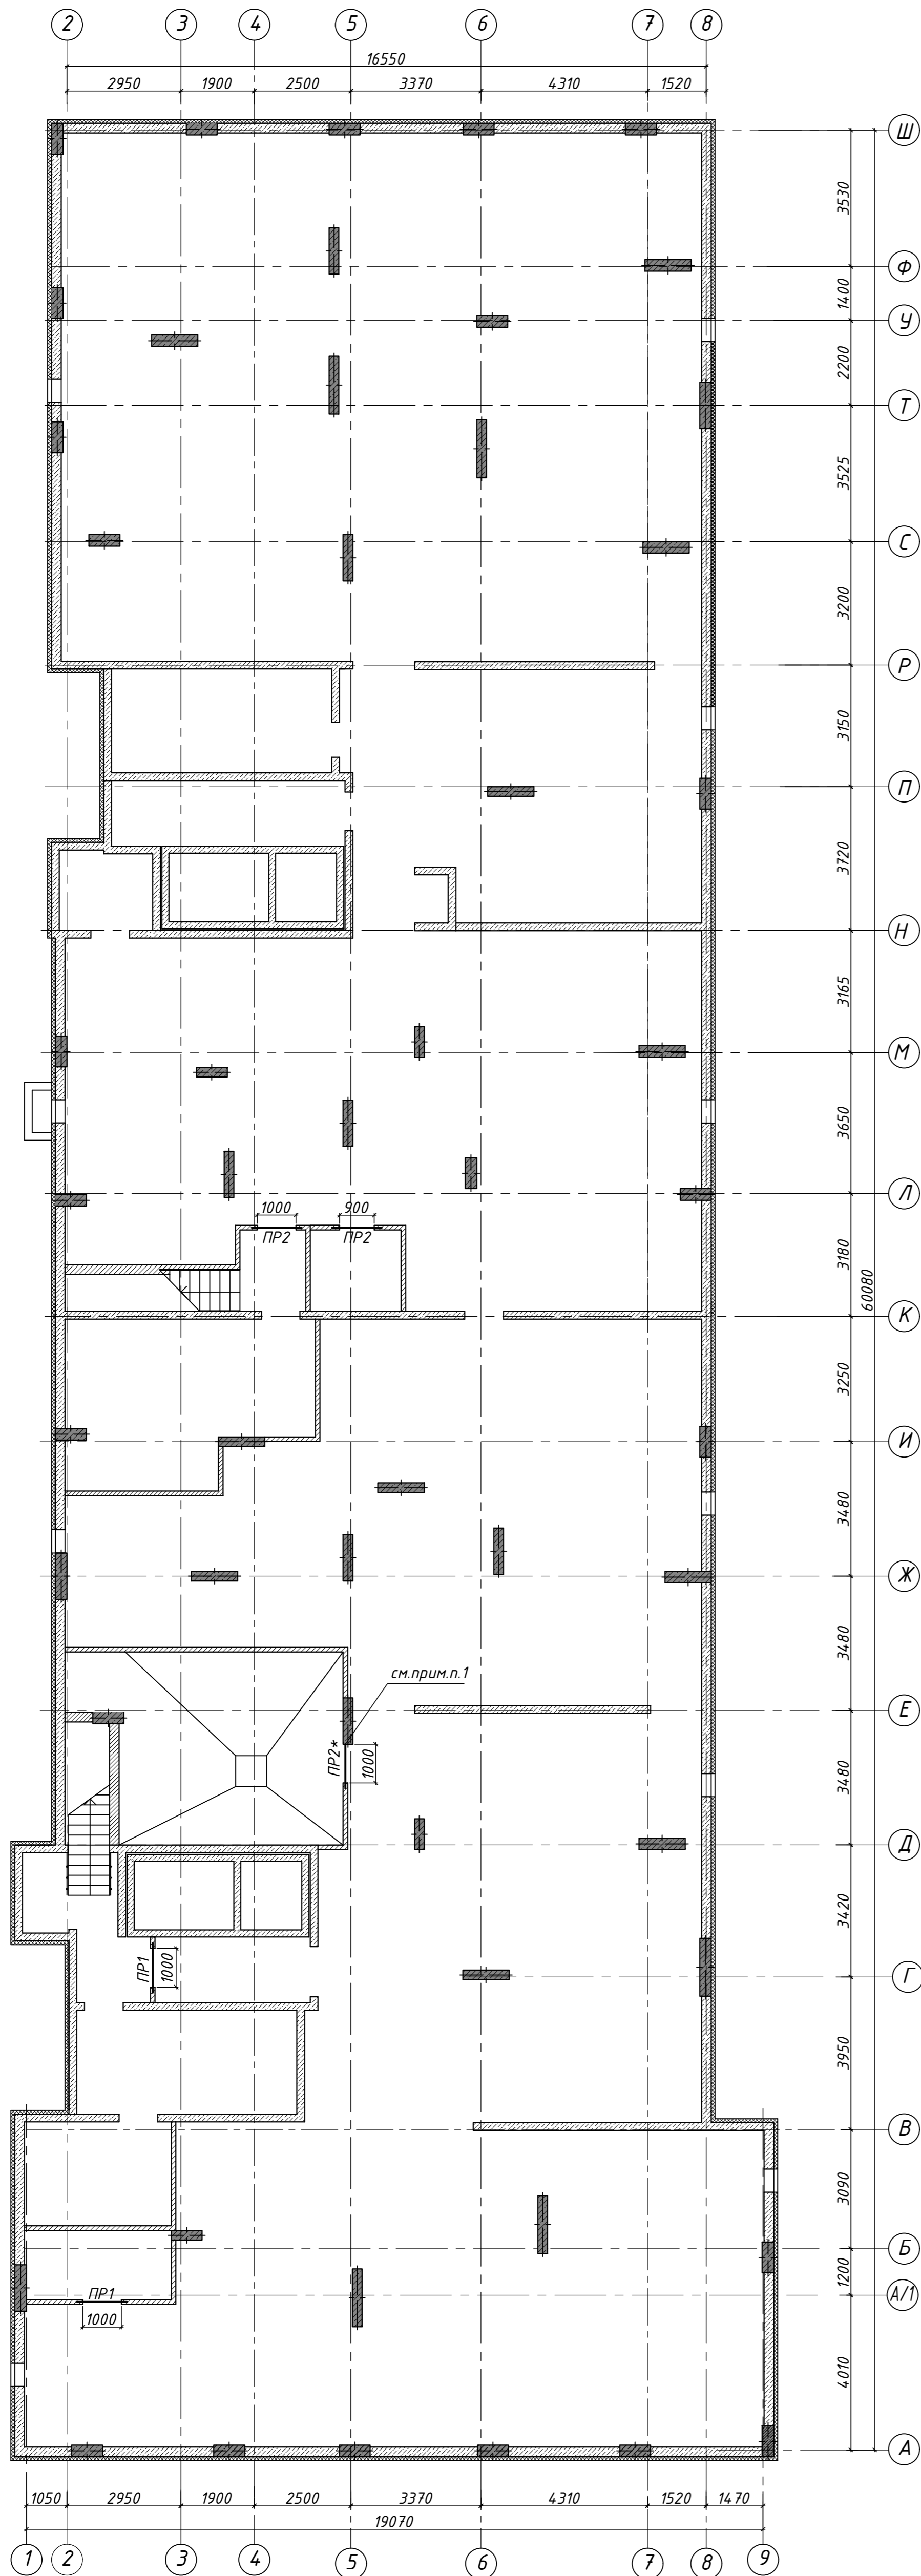 2 3 4 5 6 7 8
16550
2950 1900 2500 3370 4310 1520
Ш
3530
Ф
1400
У
2200
Т
3525
С
3200
Р
3150
П
3720
Н
3165
М
3650
Л
1000 900
ПР2 ПР2
3180
60080
К
3250
И
3480
Ж
3480
см.прим.п.1
Е
ПР2*
1000
3480
Д
3420
ПР1
1000
Г
3950
В
3090
Б
1200
ПР1
А/1
1000
4010
А
1050 2950 1900 2500 3370 4310 1520 1470
19070
1 2 3 4 5 6 7 8 9